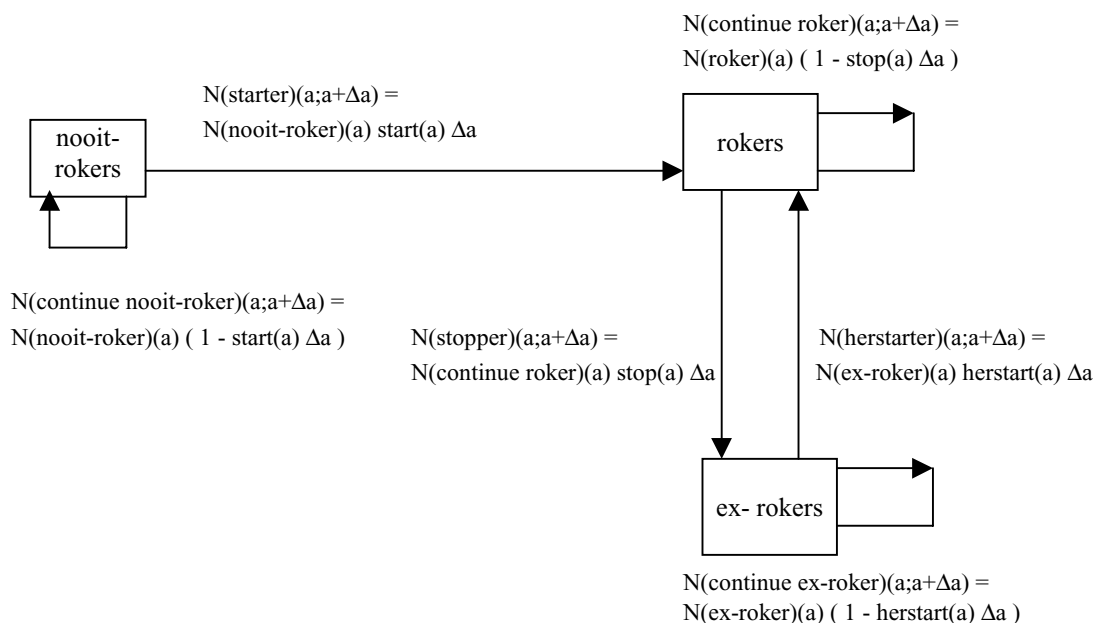 N(continue roker)(a;a+Δa) =
N(roker)(a) ( 1 - stop(a) Δa )
N(starter)(a;a+Δa) =
N(nooit-roker)(a) start(a) Δa
nooit-
rokers
rokers
N(continue nooit-roker)(a;a+Δa) =
N(nooit-roker)(a) ( 1 - start(a) Δa )
N(stopper)(a;a+Δa) =
N(continue roker)(a) stop(a) Δa
N(herstarter)(a;a+Δa) =
N(ex-roker)(a) herstart(a) Δa
ex- rokers
N(continue ex-roker)(a;a+Δa) =
N(ex-roker)(a) ( 1 - herstart(a) Δa )